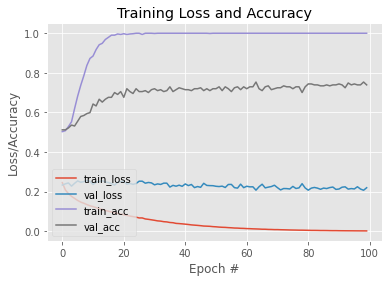 Training Loss and Accuracy
1.0
0.8
0.6
0.4
0.2
0.0
Loss/Accuracy
train_loss
val_loss
train_acc
val_acc
0 20 40 60 80 100
Epoch #